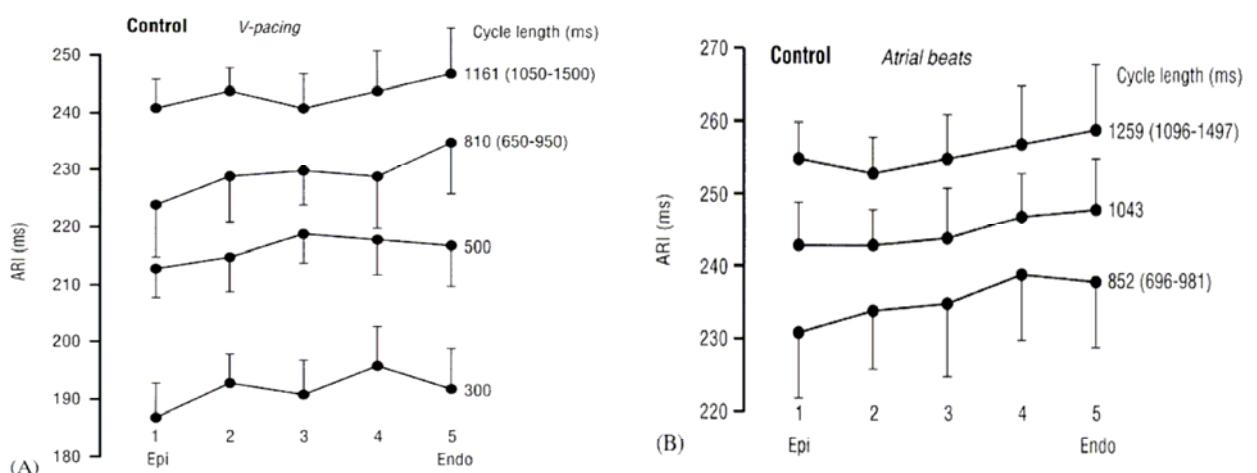 Control V-pacing Cycle length (ms)
250
240
230
220
210
200
190
180
ARI (ms)
1161 (1050-1500)
810 (650-950)
500
300
1 2 3 4 5
Epi Endo
(A)
Control Atrial beats
Cycle length (ms)
270
260
250
240
230
220
ARI (ms)
1259 (1096-1497)
1043
852 (696-981)
1 2 3 4 5
Epi Endo
(B)